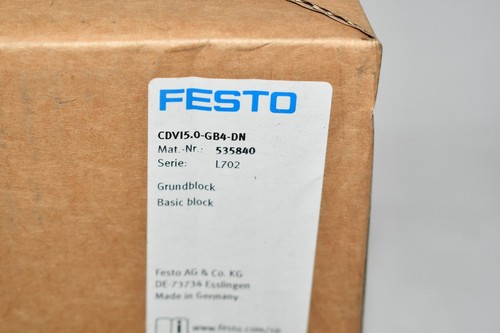 FESTO
CDVI5.0-GB4-DN
Mat.-Nr.: 535840
Serie: L702
Grundblock
Basic block
Festo AG & Co. KG
DE-73734 Esslingen
Made in Germany
www.festo.com/sp